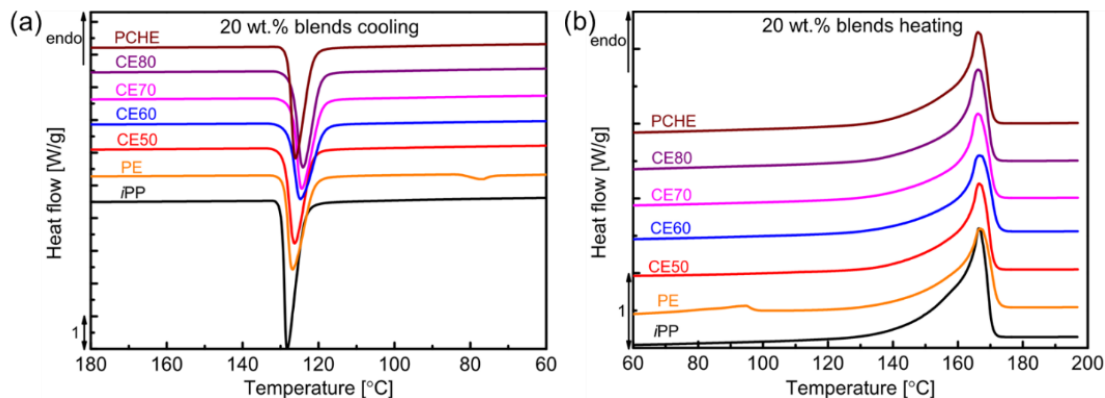 (a)
20 wt.% blends cooling
endo
PCHE
CE80
CE70
CE60
CE50
PE
iPP
Heat flow [W/g]
1
180 160 140 120 100 80 60
Temperature [°C]
(b)
20 wt.% blends heating
endo
PCHE
CE80
CE70
CE60
CE50
PE
iPP
Heat flow [W/g]
1
60 80 100 120 140 160 180 200
Temperature [°C]